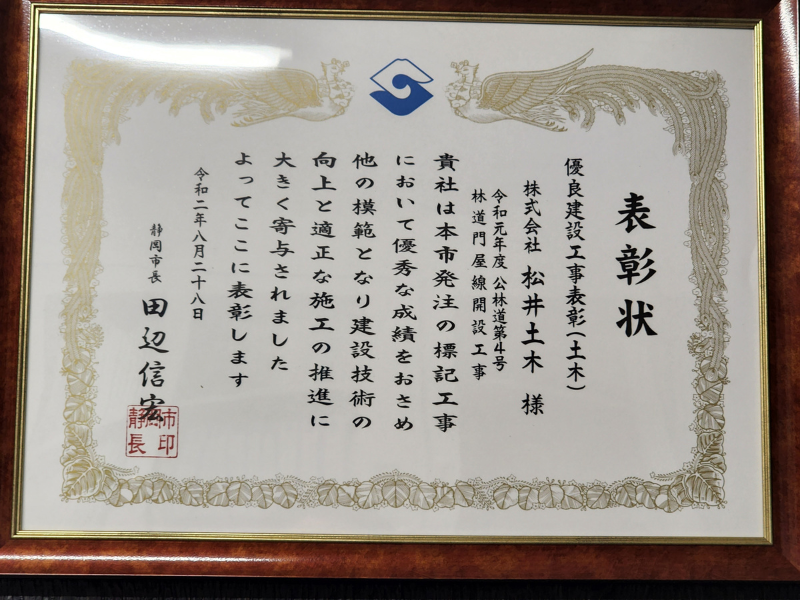 表彰状
優良建設工事表彰(土木)
株式会社 松井土木 様
令和元年度 公林道第4号
林道門屋線開設工事
貴社は本市発注の標記工事
において優秀な成績をおさめ
他の模範となり建設技術の
向上と適正な施工の推進に
大きく寄与されました
よってここに表彰します
令和二年八月二十八日
静岡市長 田辺信宏
静岡市長印